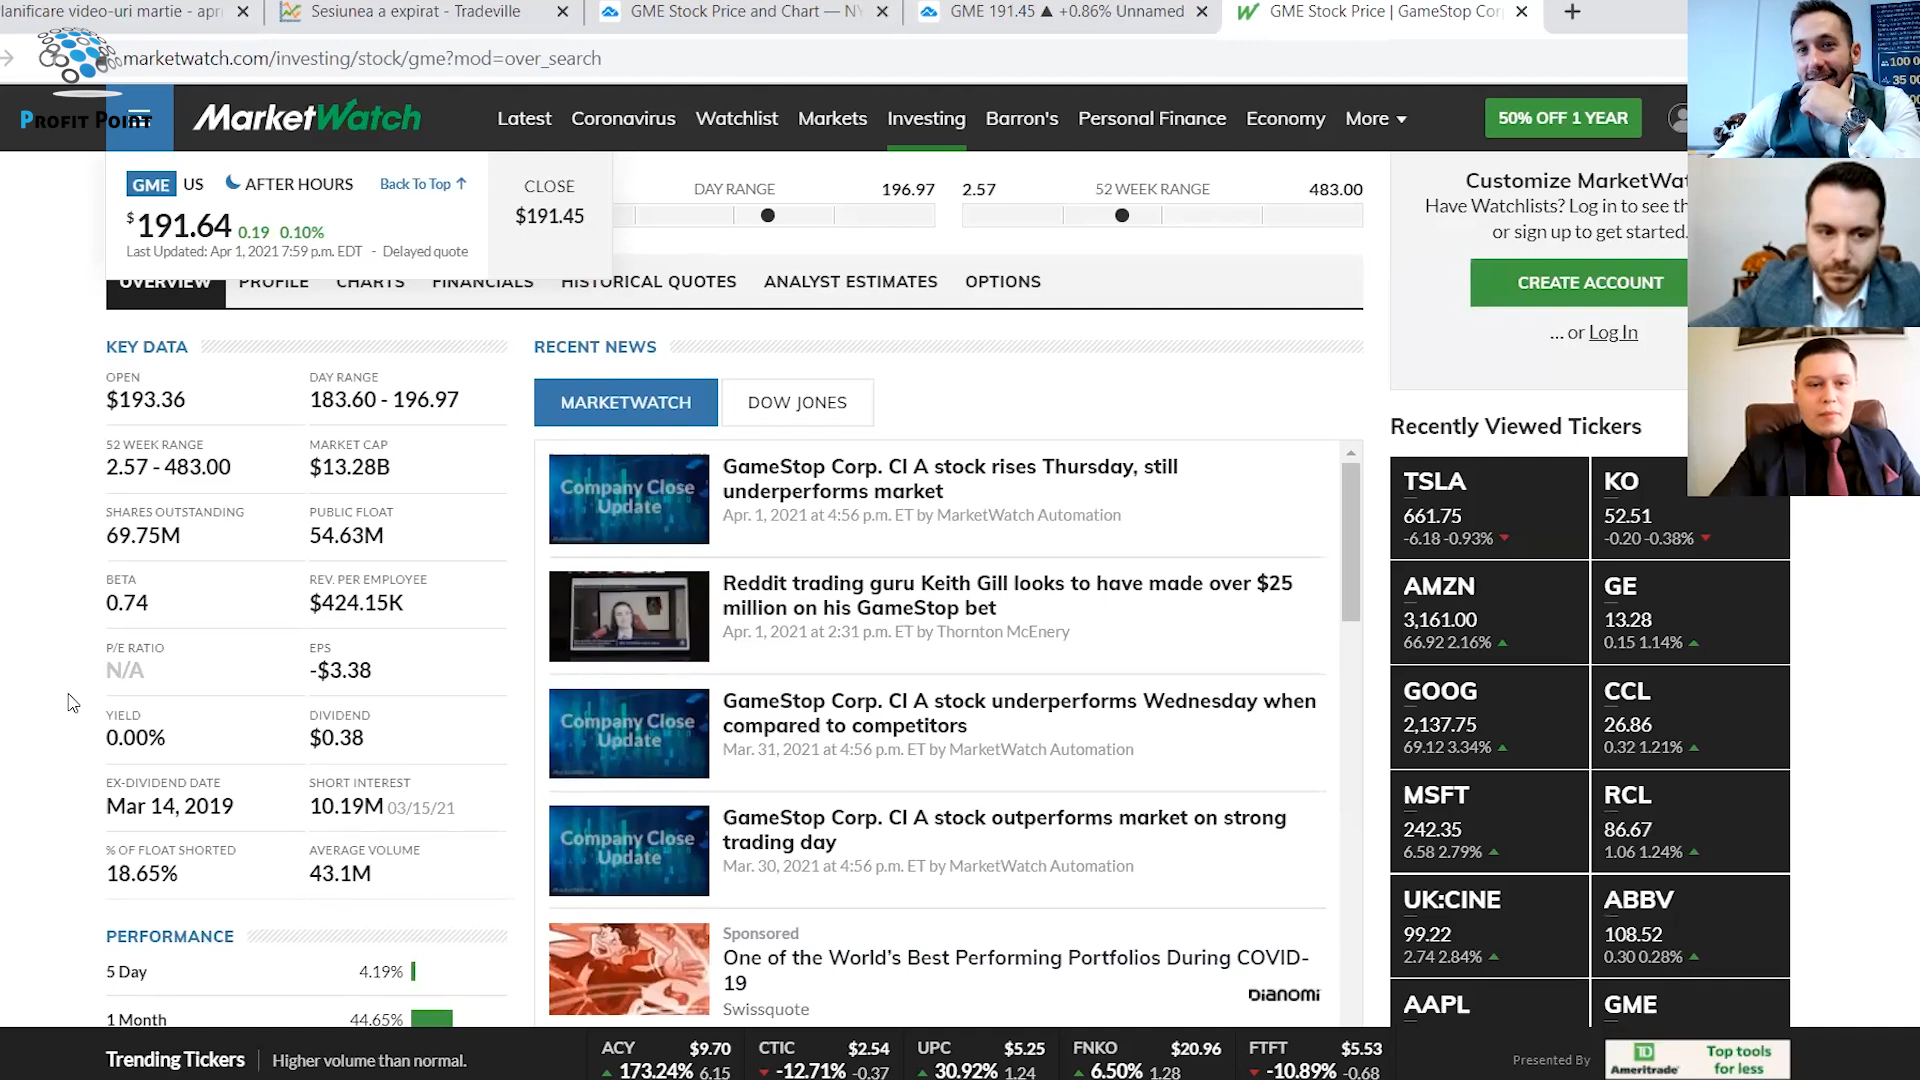 lanificare video-uri martie - apri
Sesiunea a expirat - Tradeville
GME Stock Price and Chart — NY
GME 191.45 ▲ +0.86% Unnamed
GME Stock Price | GameStop Cor
marketwatch.com/investing/stock/gme?mod=over_search
PROFIT POINT
MarketWatch
Latest Coronavirus Watchlist Markets Investing Barron's Personal Finance Economy More
50% OFF 1 YEAR
GME US AFTER HOURS Back To Top ↑
$191.64 0.19 0.10%
Last Updated: Apr 1, 2021 7:59 p.m. EDT - Delayed quote
CLOSE
$191.45
DAY RANGE 196.97
2.57 52 WEEK RANGE 483.00
Have Watchlists? Log in to see
or sign up to get started.
CREATE ACCOUNT
... or Log In
100
35
OVERVIEW PROFILE CHARTS FINANCIALS HISTORICAL QUOTES ANALYST ESTIMATES OPTIONS
KEY DATA
OPEN
$193.36
DAY RANGE
183.60 - 196.97
52 WEEK RANGE
2.57 - 483.00
MARKET CAP
$13.28B
SHARES OUTSTANDING
69.75M
PUBLIC FLOAT
54.63M
BETA
0.74
REV. PER EMPLOYEE
$424.15K
P/E RATIO
N/A
EPS
-$3.38
YIELD
0.00%
DIVIDEND
$0.38
EX-DIVIDEND DATE
Mar 14, 2019
SHORT INTEREST
10.19M 03/15/21
% OF FLOAT SHORTED
18.65%
AVERAGE VOLUME
43.1M
PERFORMANCE
5 Day 4.19%
1 Month 44.65%
RECENT NEWS
MARKETWATCH
DOW JONES
Company Close
Update
GameStop Corp. Cl A stock rises Thursday, still
underperforms market
Apr. 1, 2021 at 4:56 p.m. ET by MarketWatch Automation
Reddit trading guru Keith Gill looks to have made over $25
million on his GameStop bet
Apr. 1, 2021 at 2:31 p.m. ET by Thornton McEnery
Company Close
Update
GameStop Corp. Cl A stock underperforms Wednesday when
compared to competitors
Mar. 31, 2021 at 4:56 p.m. ET by MarketWatch Automation
Company Close
Update
GameStop Corp. Cl A stock outperforms market on strong
trading day
Mar. 30, 2021 at 4:56 p.m. ET by MarketWatch Automation
Sponsored
One of the World's Best Performing Portfolios During COVID-
19
Swissquote
DIANOMI
Customize MarketWat
Recently Viewed Tickers
TSLA
661.75
-6.18 -0.93%
KO
52.51
-0.20 -0.38%
AMZN
3,161.00
66.92 2.16%
GE
13.28
0.15 1.14%
GOOG
2,137.75
69.12 3.34%
CCL
26.86
0.32 1.21%
MSFT
242.35
6.58 2.79%
RCL
86.67
1.06 1.24%
UK:CINE
99.22
2.74 2.84%
ABBV
108.52
0.30 0.28%
AAPL
GME
Trending Tickers | Higher volume than normal.
ACY $9.70
173.24% 6.15
CTIC $2.54
-12.71% -0.37
UPC $5.25
30.92% 1.24
FNKO $20.96
6.50% 1.28
FTFT $5.53
-10.89% -0.68
Presented By
TD
Ameritrade
Top tools
for less